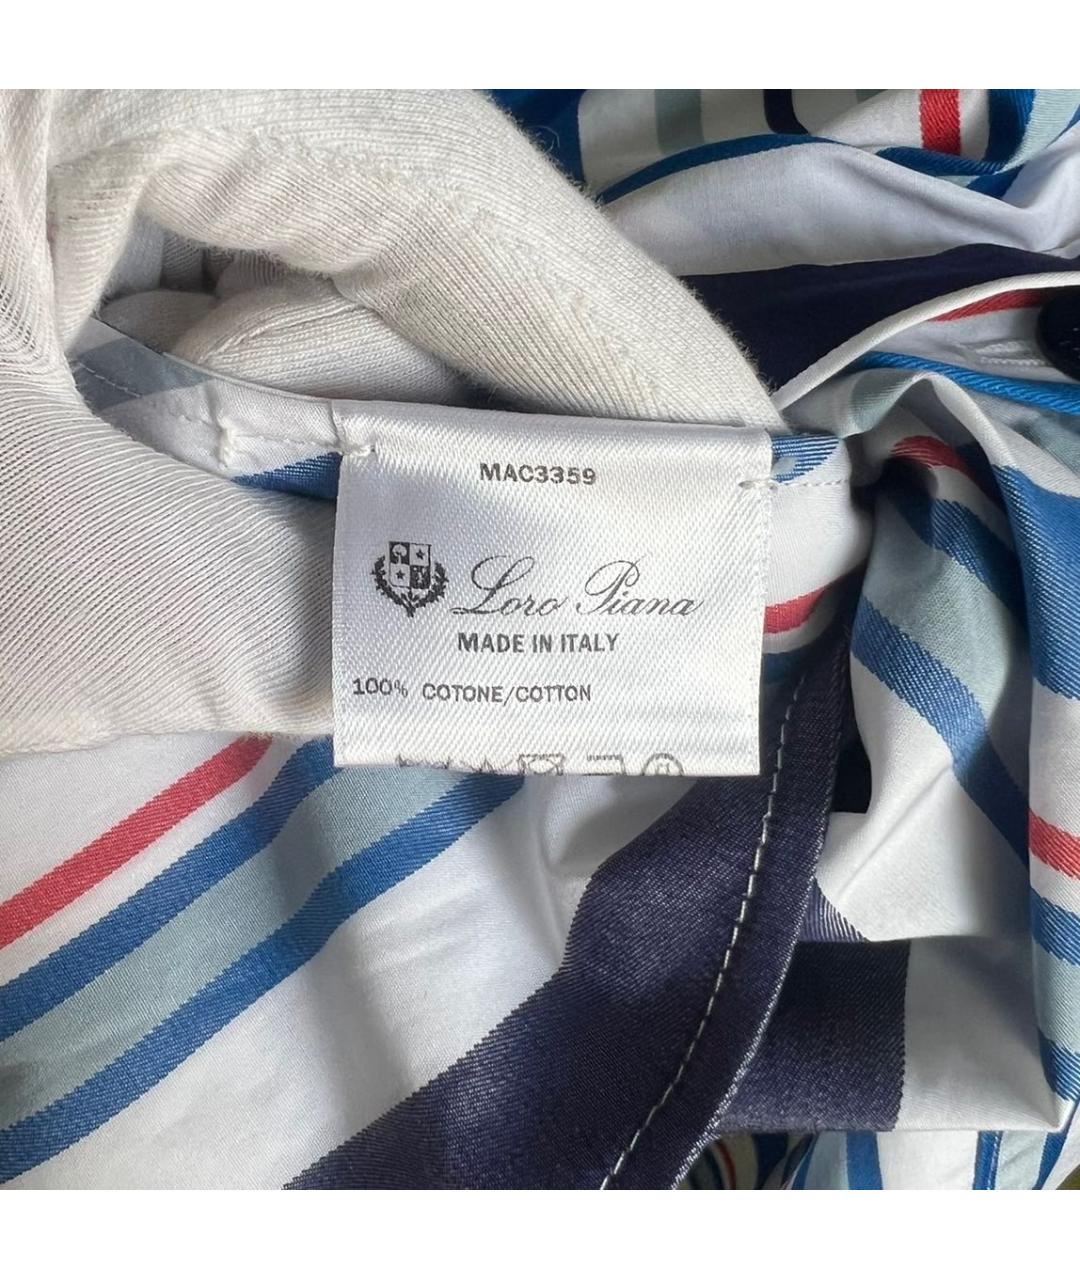 MAC3359
Loro Piana
MADE IN ITALY
100% COTONE/COTTON